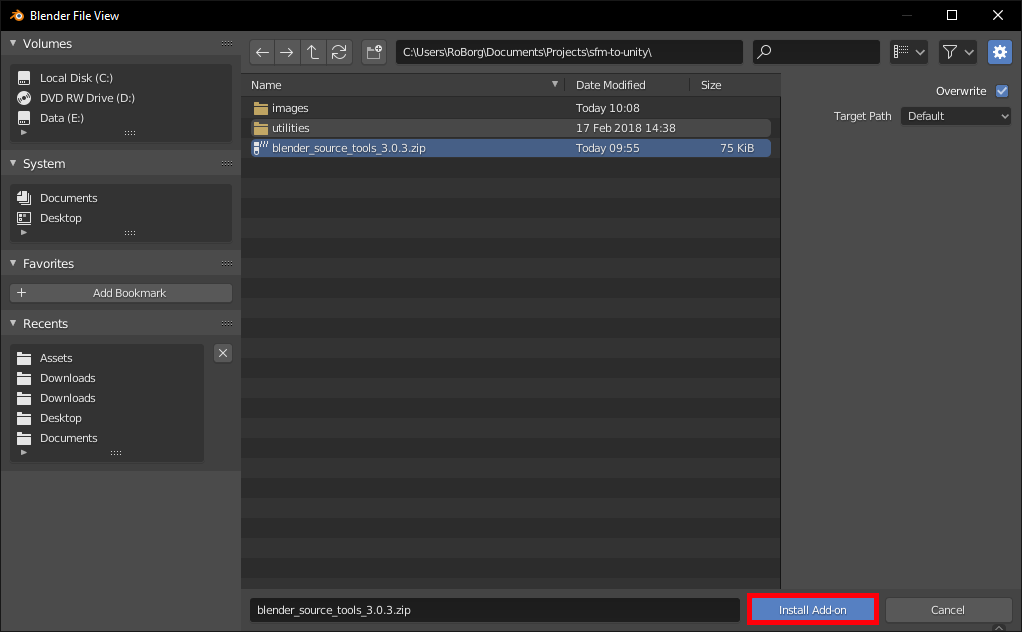 Blender File View
Volumes
Local Disk (C:)
DVD RW Drive (D:)
Data (E:)
System
Documents
Desktop
Favorites
Add Bookmark
Recents
Assets
Downloads
Downloads
Desktop
Documents
C:\Users\RoBorg\Documents\Projects\sfm-to-unity\
Name Date Modified Size
images Today 10:08
utilities 17 Feb 2018 14:38
blender_source_tools_3.0.3.zip Today 09:55 75 KiB
Overwrite
Target Path Default
blender_source_tools_3.0.3.zip Install Add-on Cancel